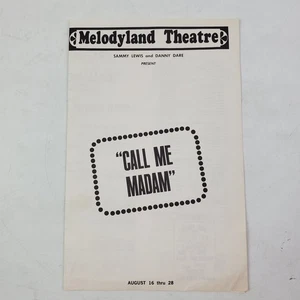 Melodyland Theatre
SAMMY LEWIS and DANNY DARE
PRESENT
"CALL ME
MADAM"
AUGUST 16 thru 28